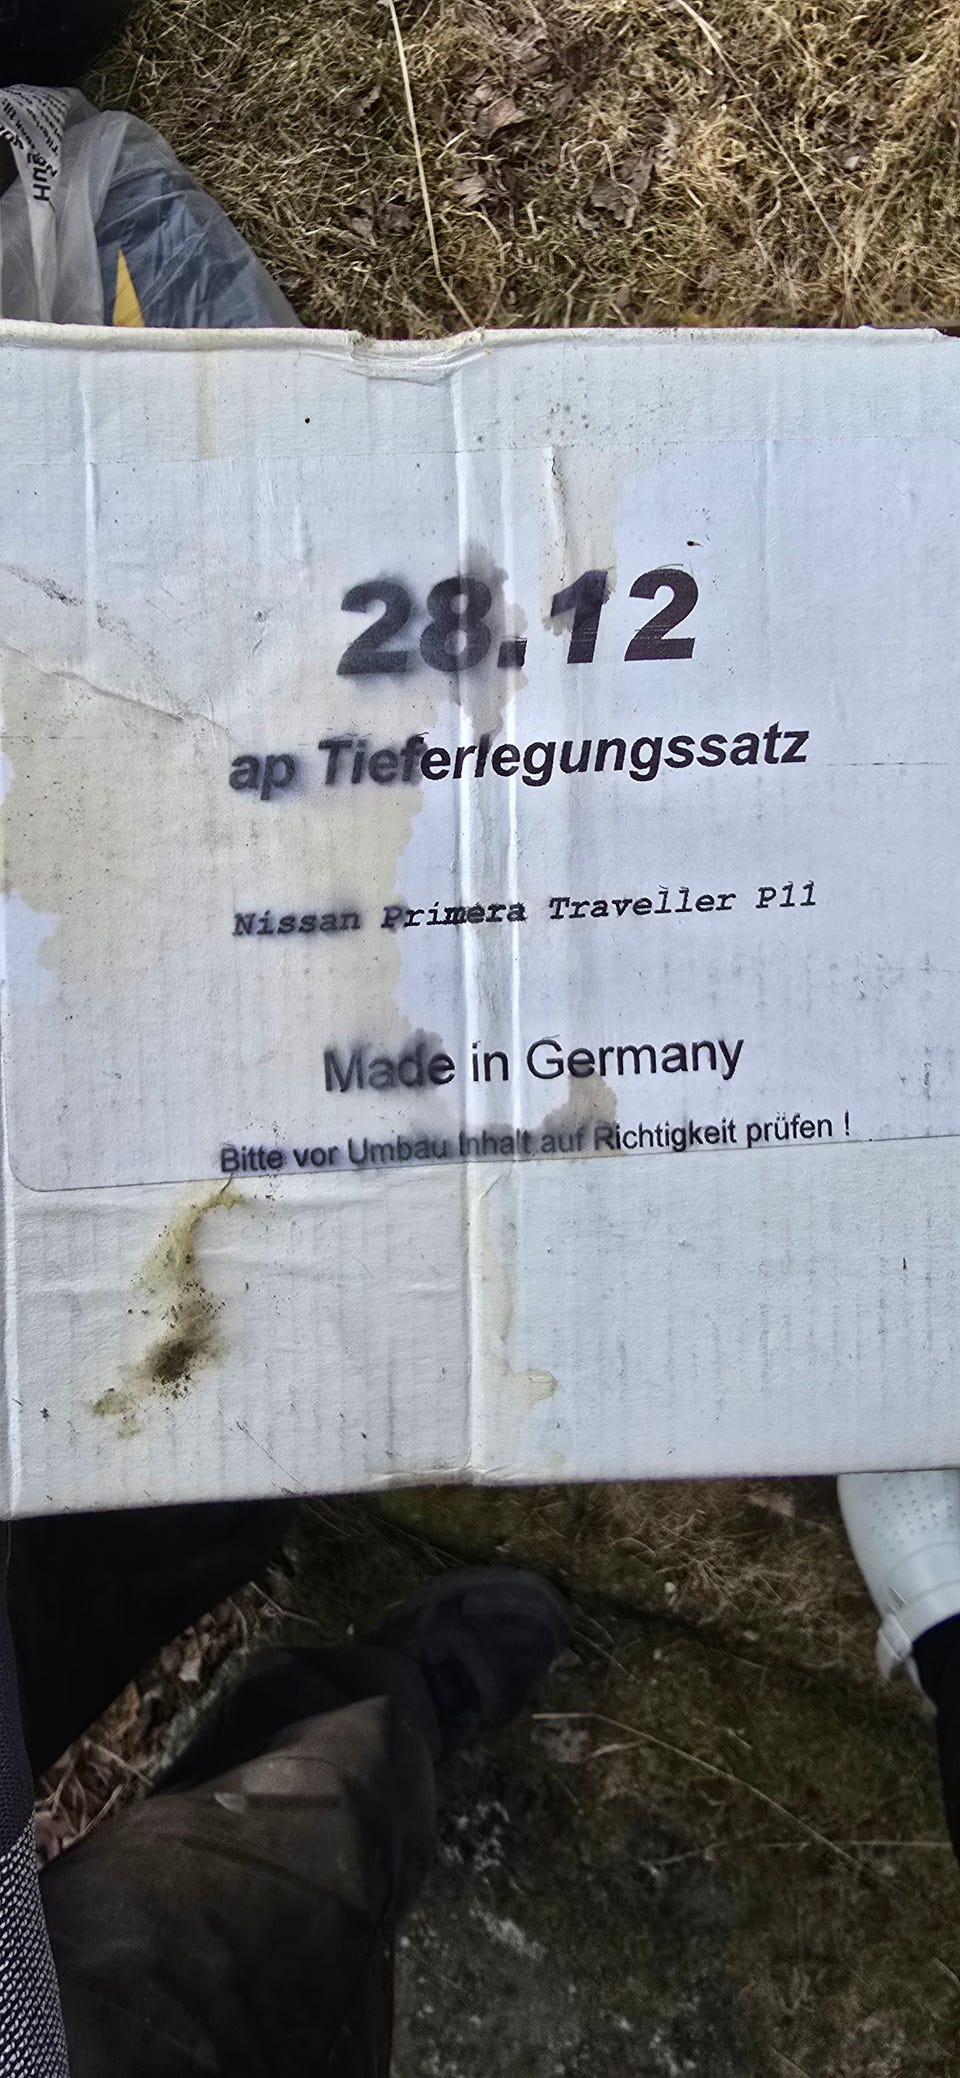 28.12
ap Tieferlegungssatz
Nissan Primera Traveller P11
Made in Germany
Bitte vor Umbau Inhalt auf Richtigkeit prüfen !